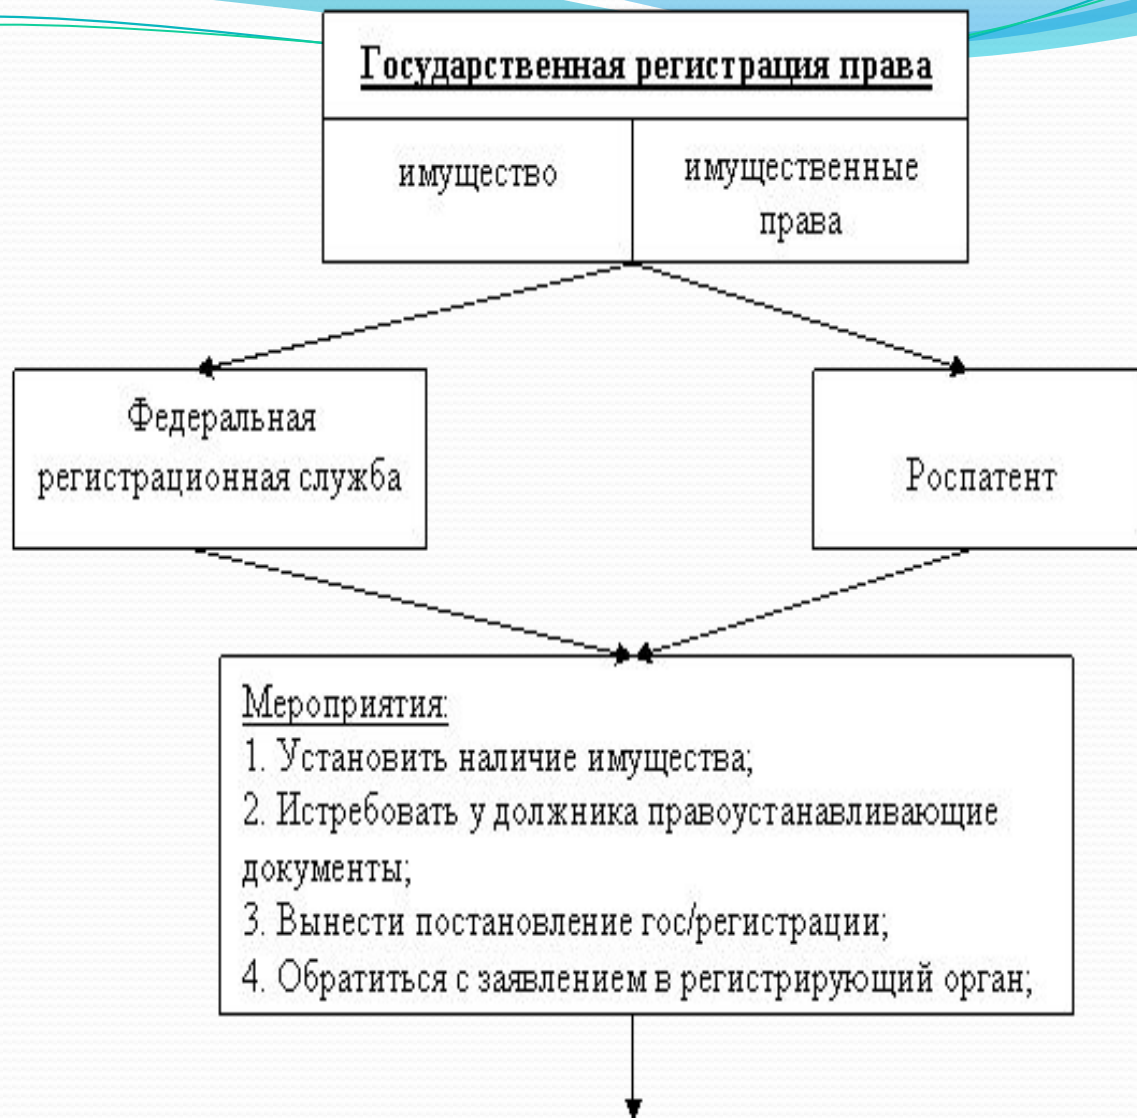 Государственная регистрация права
имущество
имущественные
права
Федеральная
регистрационная служба
Роспатент
Мероприятия:
1. Установить наличие имущества;
2. Истребовать у должника правоустанавливающие
документы;
3. Вынести постановление гос/регистрации;
4. Обратиться с заявлением в регистрирующий орган;